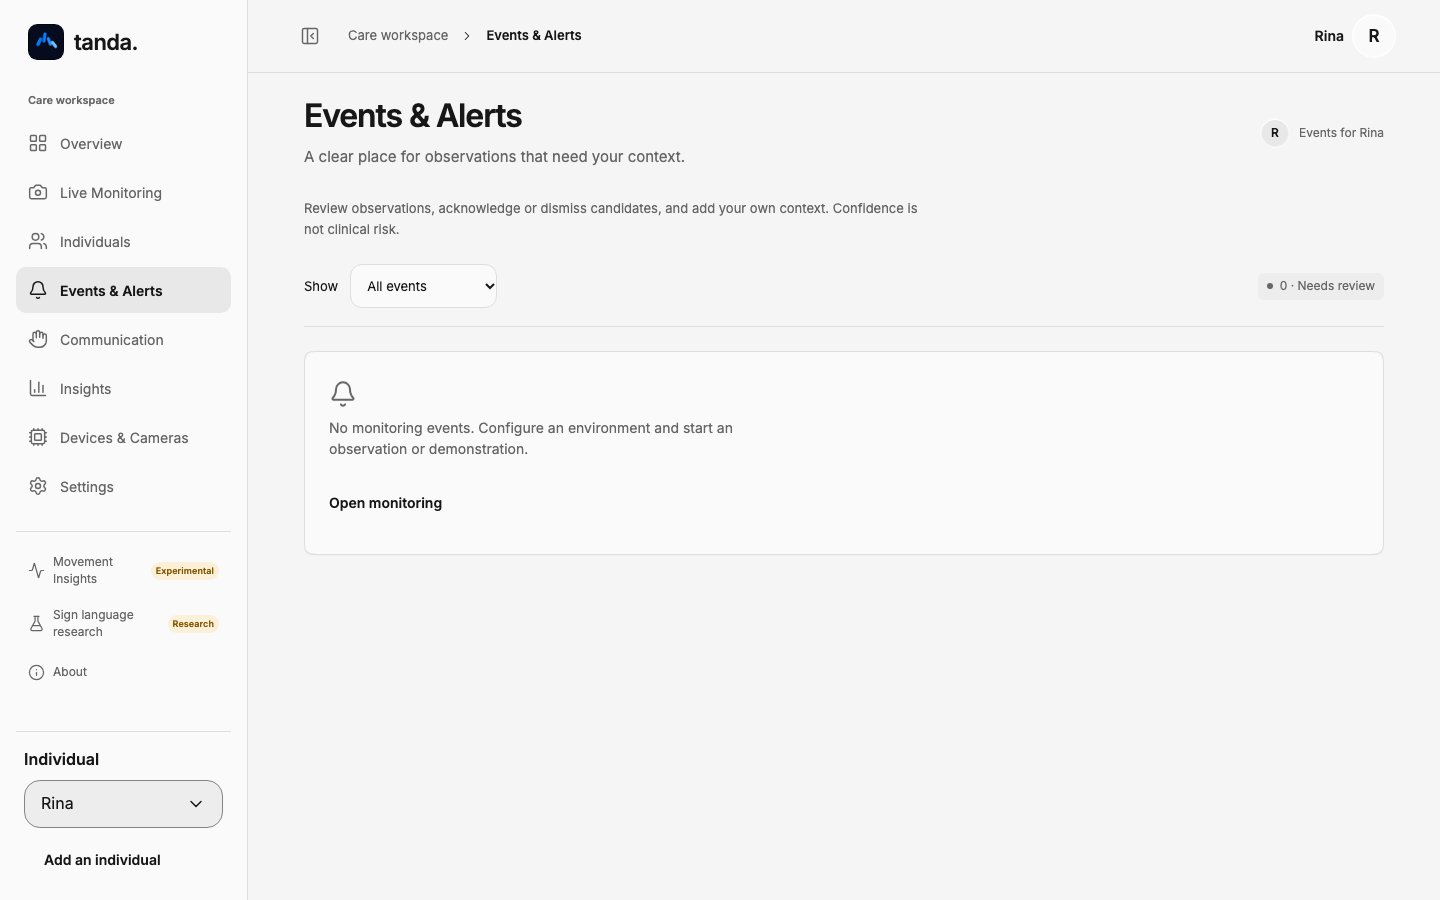 tanda.
Care workspace
Overview
Live Monitoring
Individuals
Events & Alerts
Communication
Insights
Devices & Cameras
Settings
Movement
Insights
Experimental
Sign language
research
Research
About
Individual
Rina
Add an individual
Care workspace > Events & Alerts
Rina R
Events & Alerts
A clear place for observations that need your context.
R Events for Rina
Review observations, acknowledge or dismiss candidates, and add your own context. Confidence is
not clinical risk.
Show All events
0 · Needs review
No monitoring events. Configure an environment and start an
observation or demonstration.
Open monitoring